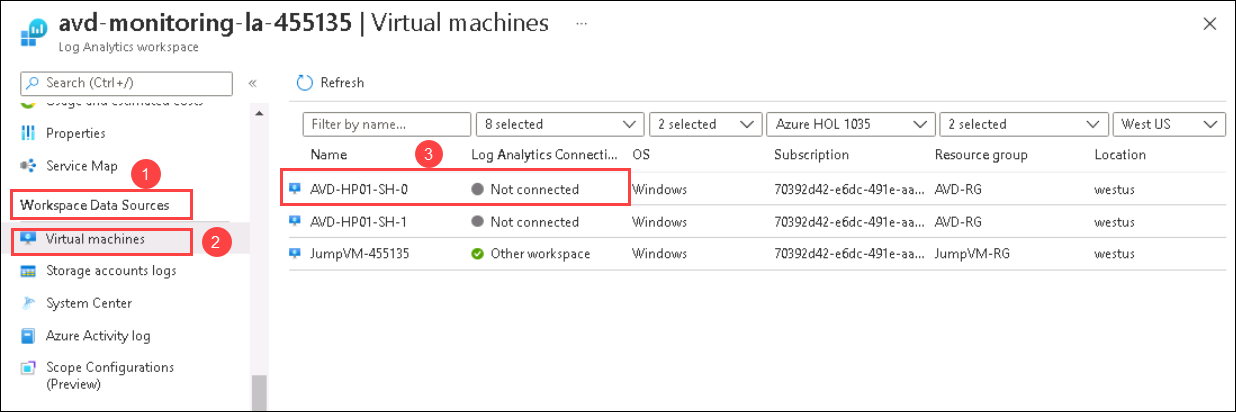 avd-monitoring-la-455135 | Virtual machines ...
Log Analytics workspace
Search (Ctrl+/)
«
Refresh
Usage and estimated costs
Properties
Service Map
1
Workspace Data Sources
Virtual machines
2
Storage accounts logs
System Center
Azure Activity log
Scope Configurations
(Preview)
Filter by name...
8 selected
2 selected
Azure HOL 1035
2 selected
West US
3
Name Log Analytics Connecti... OS Subscription Resource group Location
AVD-HP01-SH-0 Not connected Windows 70392d42-e6dc-491e-aa... AVD-RG westus
AVD-HP01-SH-1 Not connected Windows 70392d42-e6dc-491e-aa... AVD-RG westus
JumpVM-455135 Other workspace Windows 70392d42-e6dc-491e-aa... JumpVM-RG westus